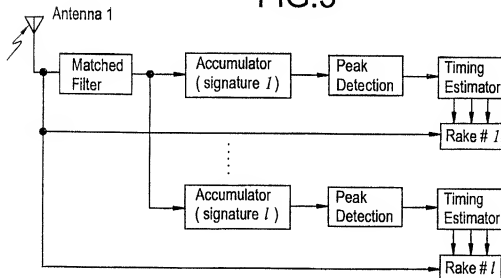 Antenna 1
Matched
Filter
Accumulator
( signature 1 )
Peak
Detection
Timing
Estimator
Rake # 1
Accumulator
( signature l )
Peak
Detection
Timing
Estimator
Rake # l